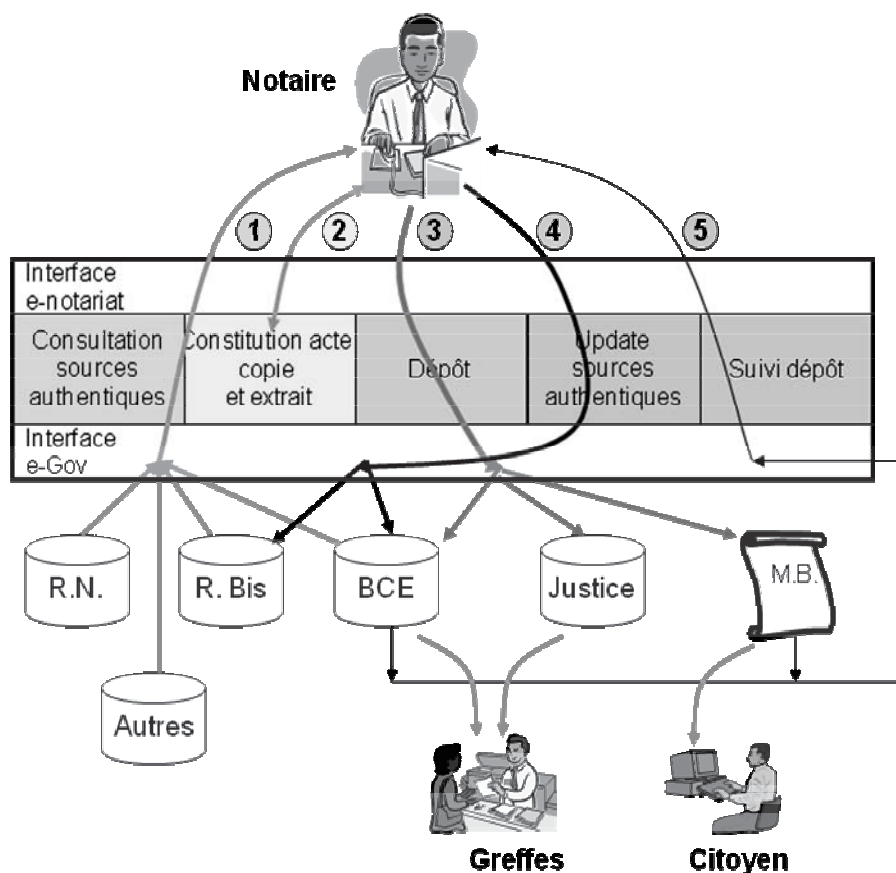 Notaire
1
2
3
4
5
Interface
e-notariat
Consultation
sources
authentiques
Constitution acte
copie
et extrait
Dépôt
Update
sources
authentiques
Suivi dépôt
Interface
e-Gov
R.N.
R. Bis
BCE
Justice
M.B.
Autres
Greffes
Citoyen